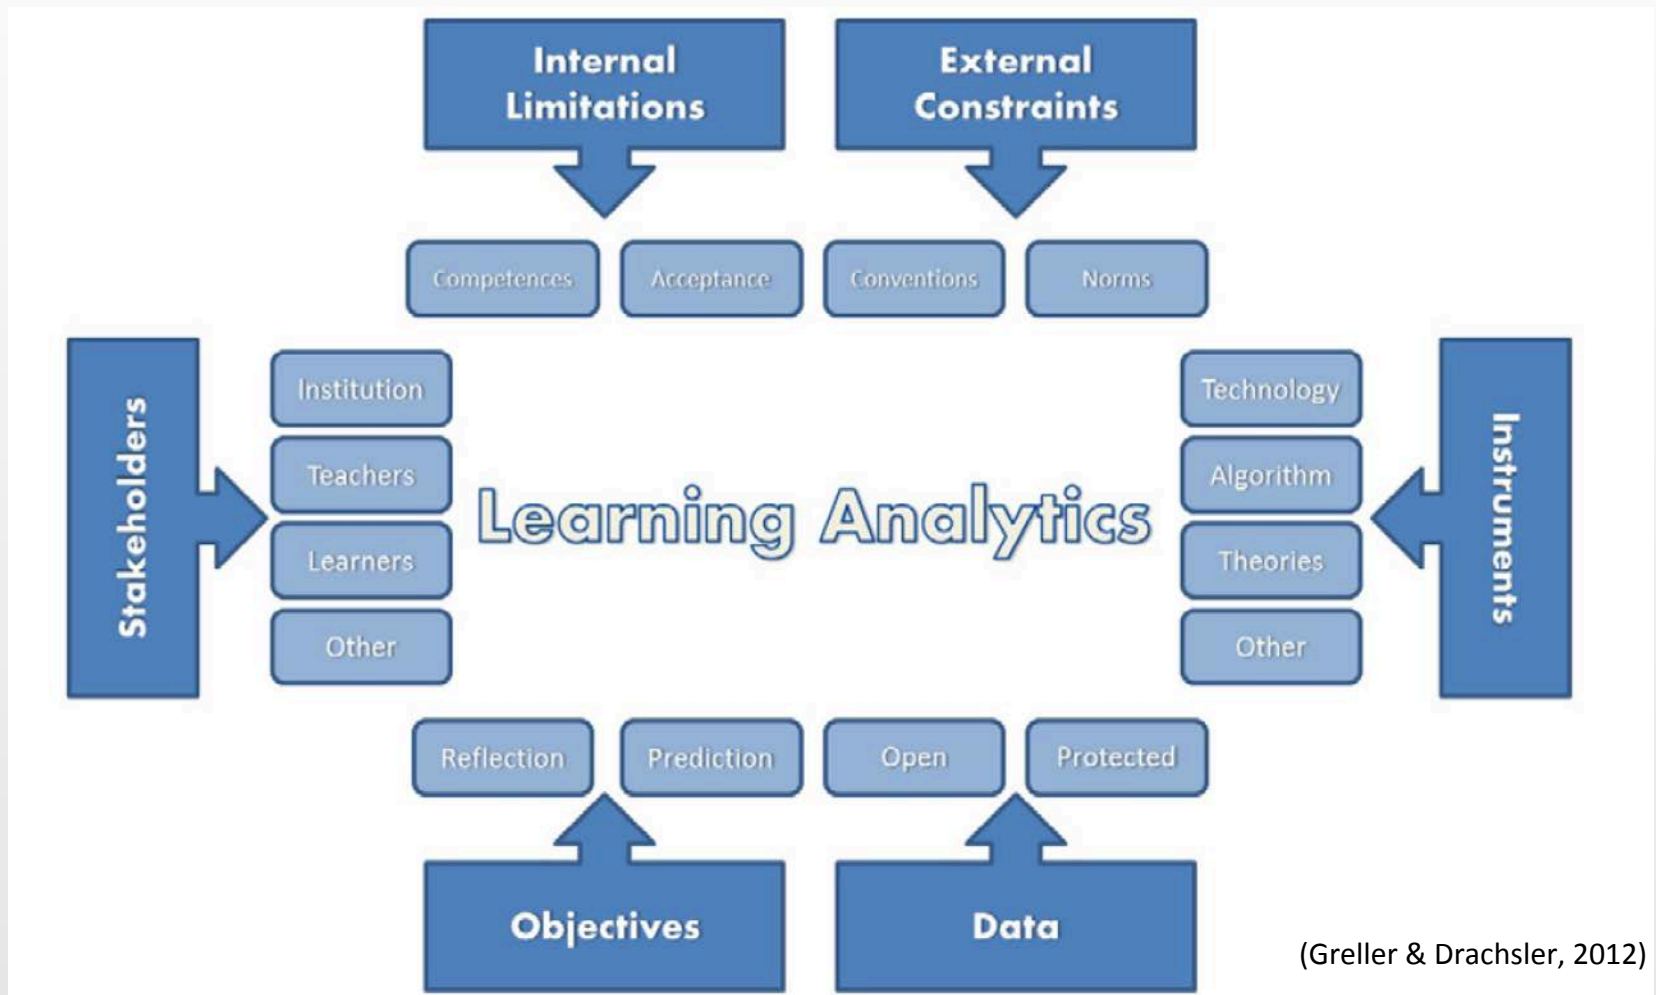 Internal
Limitations
External
Constraints
Competences
Acceptance
Conventions
Norms
Stakeholders
Institution
Teachers
Learners
Other
Learning Analytics
Technology
Algorithm
Theories
Other
Instruments
Reflection
Prediction
Open
Protected
Objectives
Data
(Greller & Drachsler, 2012)